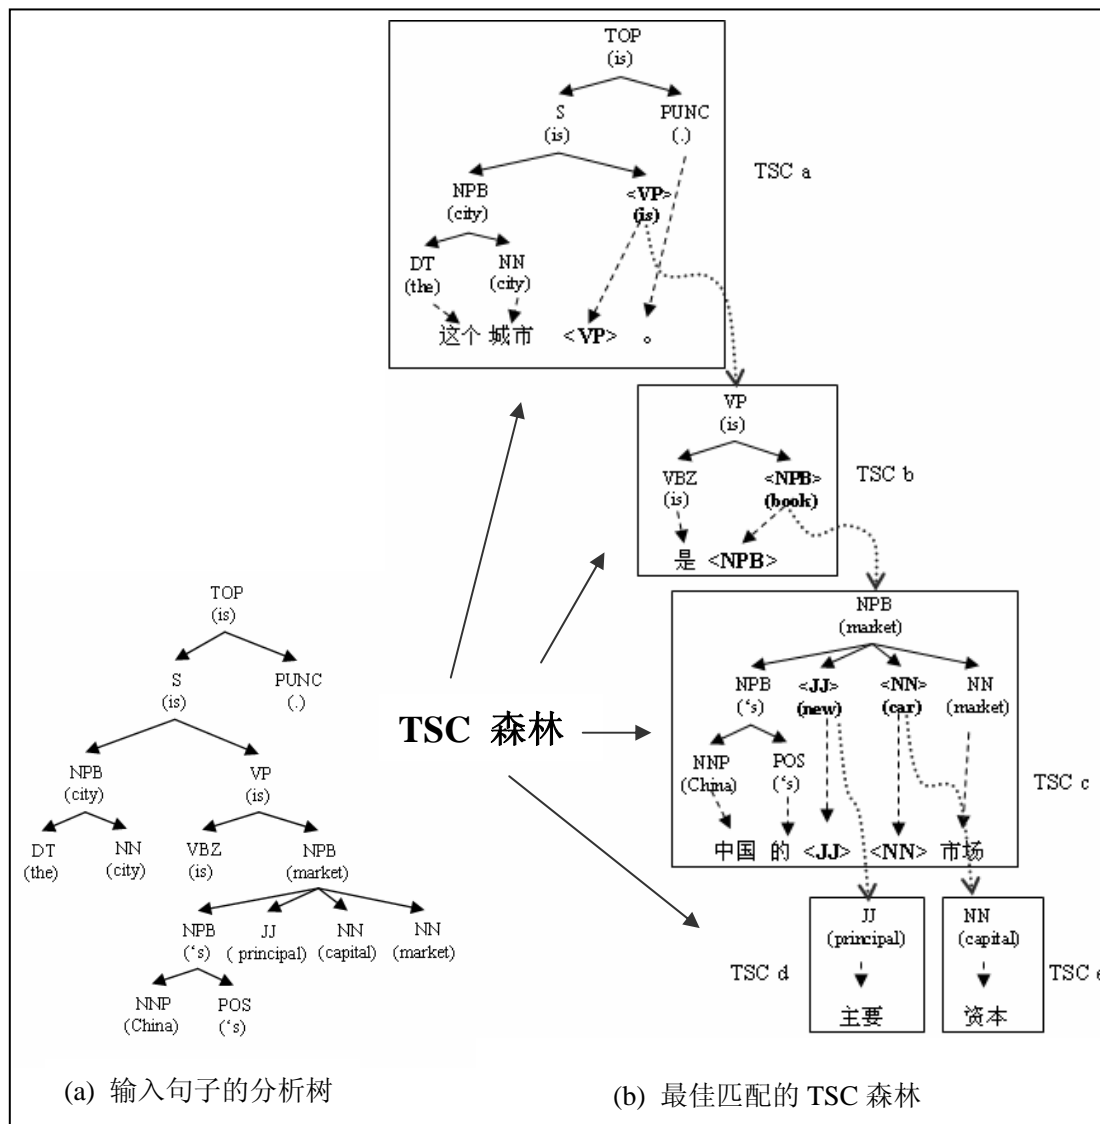 TOP
(is)
S
(is)
PUNC
(.)
TSC a
NPB
(city)
<VP>
(is)
DT
(the)
NN
(city)
这个 城市 <VP> 。
VP
(is)
TSC b
VBZ
(is)
<NPB>
(book)
是 <NPB>
NPB
(market)
NPB
(‘s)
<JJ>
(new)
<NN>
(car)
NN
(market)
NNP
(China)
POS
(‘s)
TSC c
中国 的 <JJ> <NN> 市场
JJ
(principal)
NN
(capital)
TSC d
TSC e
主要
资本
TSC 森林
TOP
(is)
S
(is)
PUNC
(.)
NPB
(city)
VP
(is)
DT
(the)
NN
(city)
VBZ
(is)
NPB
(market)
NPB
(‘s)
JJ
( principal)
NN
(capital)
NN
(market)
NNP
(China)
POS
(‘s)
(a) 输入句子的分析树
(b) 最佳匹配的 TSC 森林